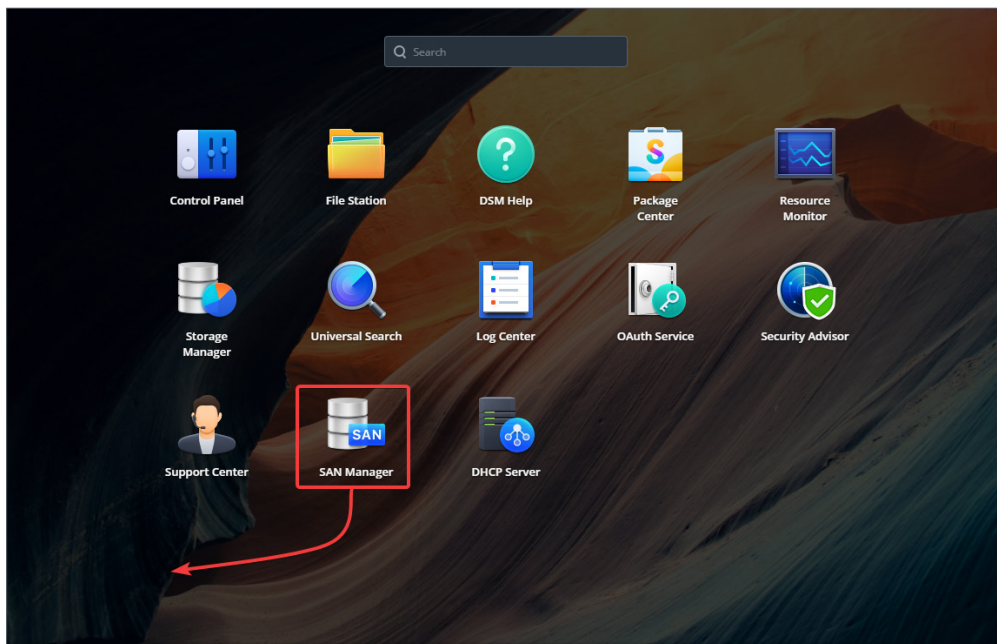 Search
Control Panel
File Station
DSM Help
Package
Center
Resource
Monitor
Storage
Manager
Universal Search
Log Center
OAuth Service
Security Advisor
Support Center
SAN
SAN Manager
DHCP Server